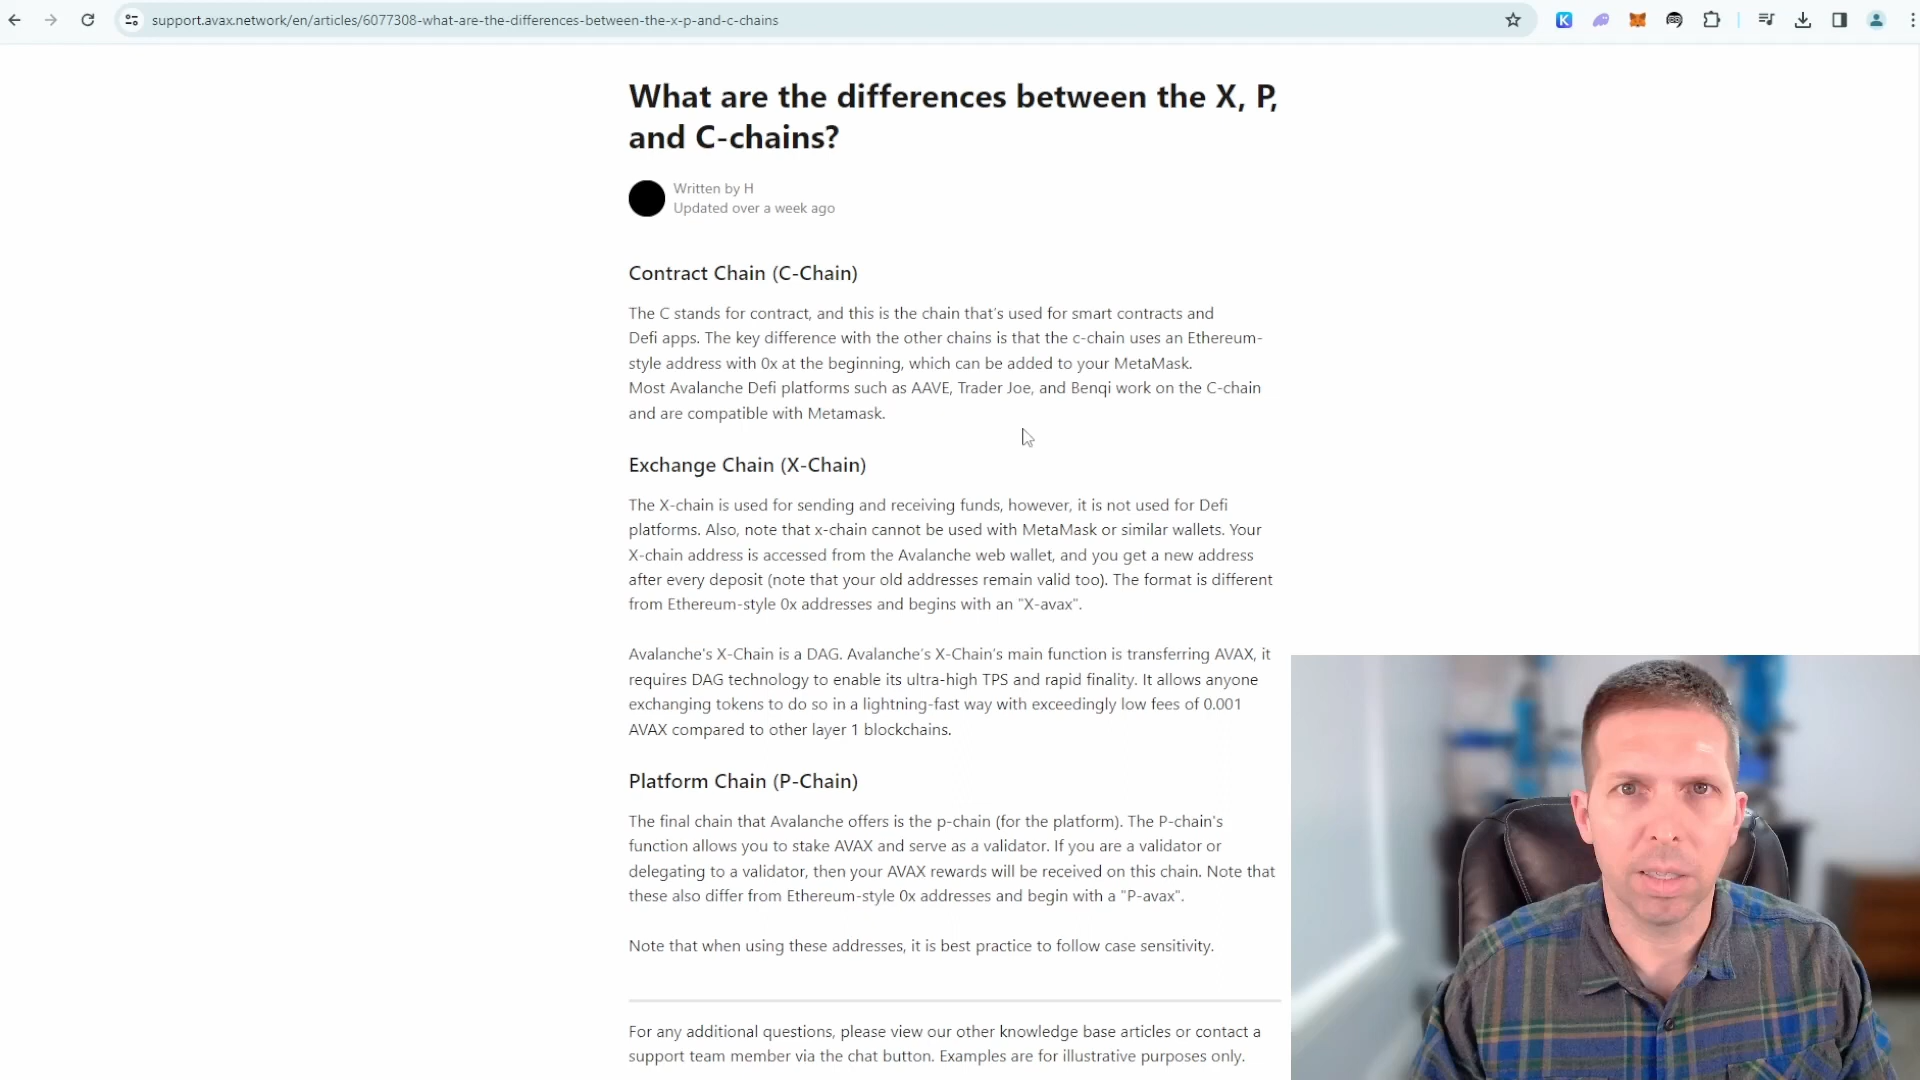 support.avax.network/en/articles/6077308-what-are-the-differences-between-the-x-p-and-c-chains
K
What are the differences between the X, P,
and C-chains?
Written by H
Updated over a week ago
Contract Chain (C-Chain)
The C stands for contract, and this is the chain that's used for smart contracts and
Defi apps. The key difference with the other chains is that the c-chain uses an Ethereum-
style address with 0x at the beginning, which can be added to your MetaMask.
Most Avalanche Defi platforms such as AAVE, Trader Joe, and Benqi work on the C-chain
and are compatible with Metamask.
Exchange Chain (X-Chain)
The X-chain is used for sending and receiving funds, however, it is not used for Defi
platforms. Also, note that x-chain cannot be used with MetaMask or similar wallets. Your
X-chain address is accessed from the Avalanche web wallet, and you get a new address
after every deposit (note that your old addresses remain valid too). The format is different
from Ethereum-style 0x addresses and begins with an "X-avax".
Avalanche's X-Chain is a DAG. Avalanche's X-Chain's main function is transferring AVAX, it
requires DAG technology to enable its ultra-high TPS and rapid finality. It allows anyone
exchanging tokens to do so in a lightning-fast way with exceedingly low fees of 0.001
AVAX compared to other layer 1 blockchains.
Platform Chain (P-Chain)
The final chain that Avalanche offers is the p-chain (for the platform). The P-chain's
function allows you to stake AVAX and serve as a validator. If you are a validator or
delegating to a validator, then your AVAX rewards will be received on this chain. Note that
these also differ from Ethereum-style 0x addresses and begin with a "P-avax".
Note that when using these addresses, it is best practice to follow case sensitivity.
For any additional questions, please view our other knowledge base articles or contact a
support team member via the chat button. Examples are for illustrative purposes only.